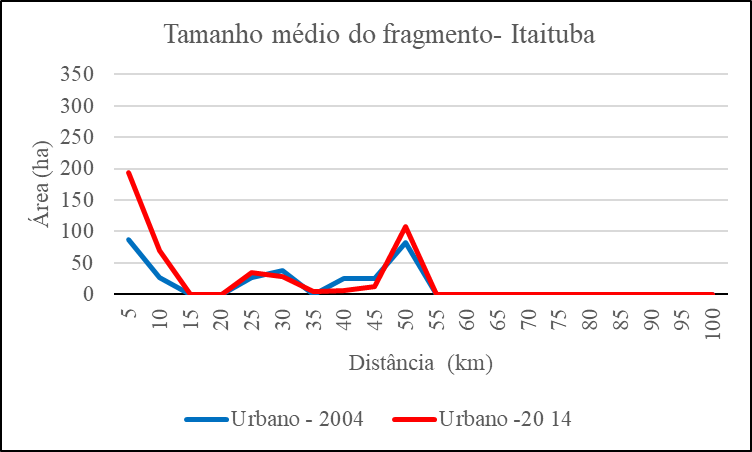 Tamanho médio do fragmento- Itaituba
350
300
250
200
150
100
50
0
Área (ha)
5 10 15 20 25 30 35 40 45 50 55 60 65 70 75 80 85 90 95 100
Distância (km)
Urbano - 2004 Urbano -20 14